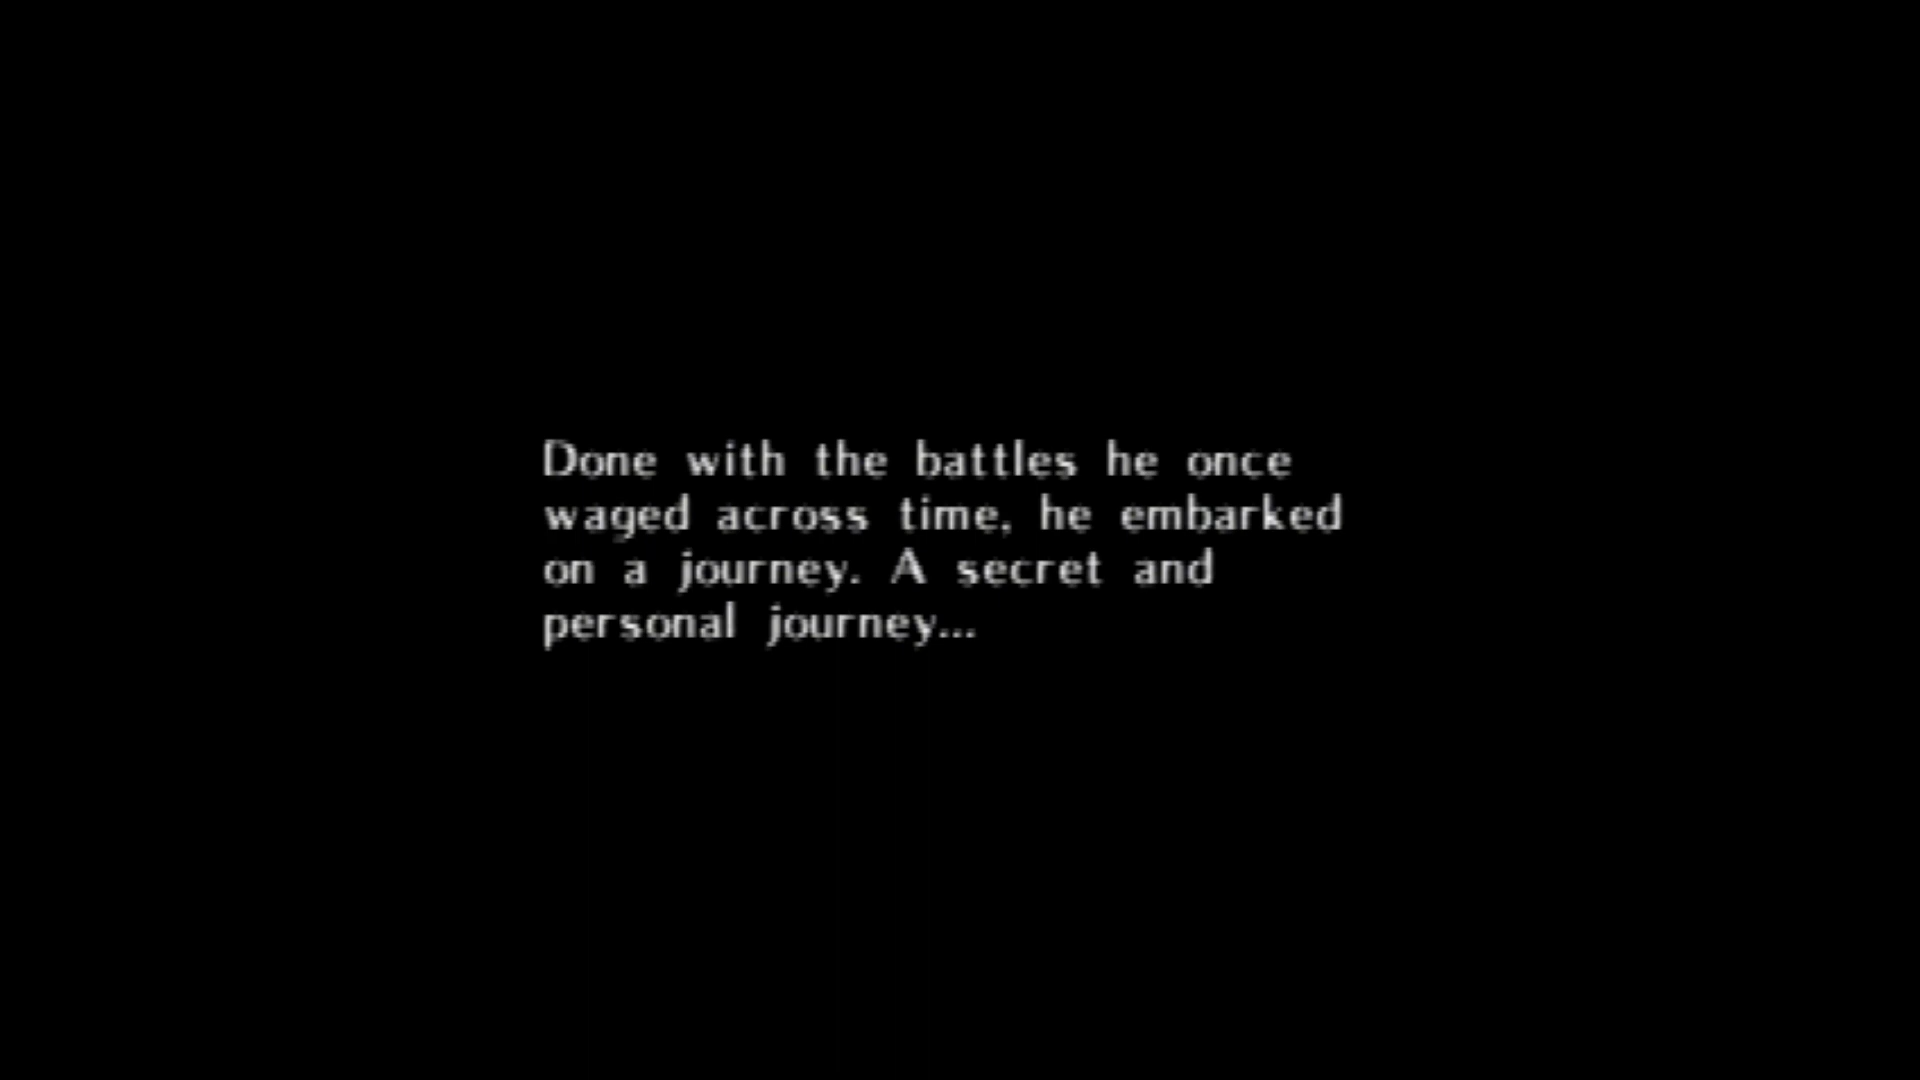 Done with the battles he once
waged across time, he embarked
on a journey. A secret and
personal journey...